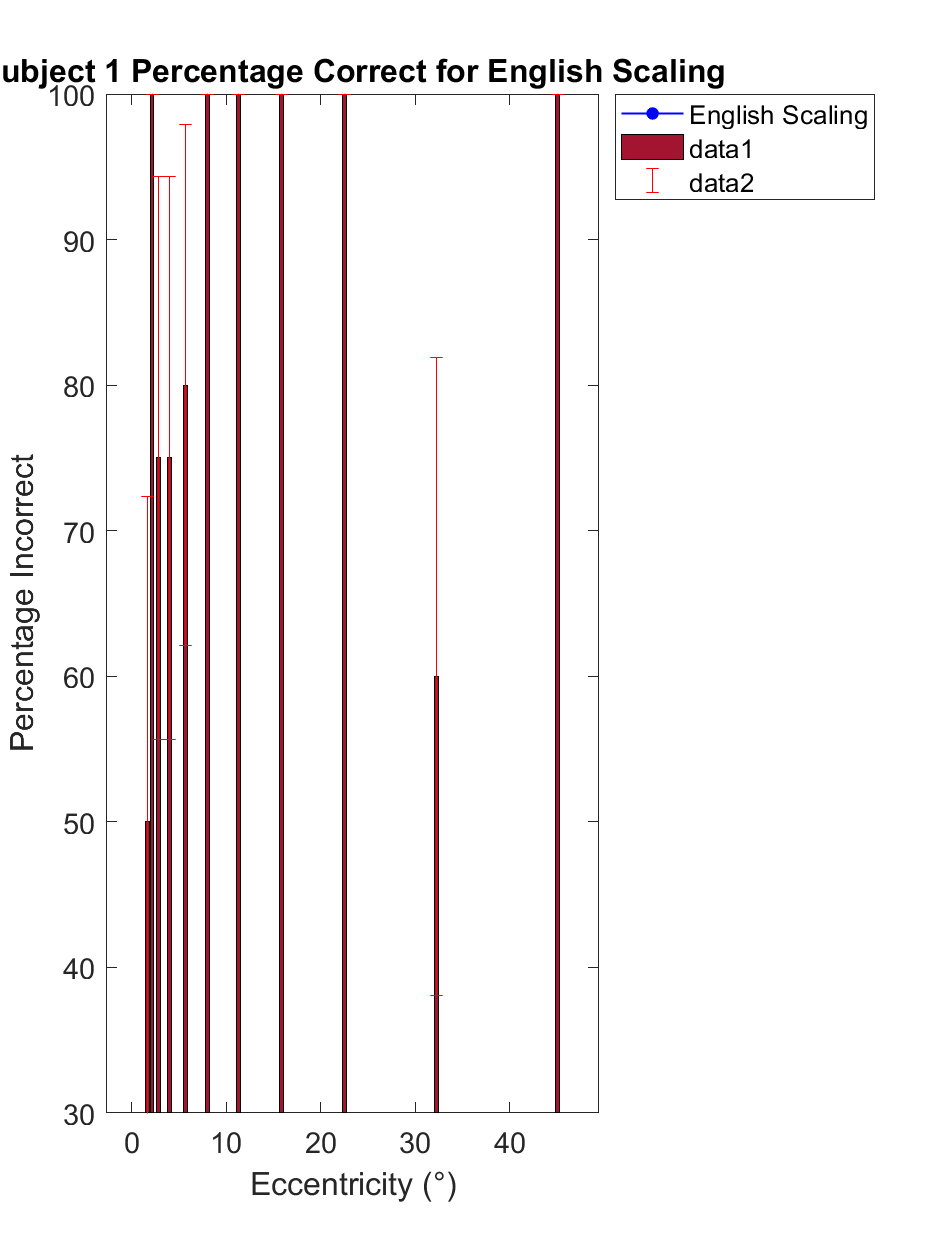 ubject 1 Percentage Correct for English Scaling
English Scaling
data1
data2
100
90
80
70
60
50
40
30
Percentage Incorrect
0 10 20 30 40
Eccentricity (°)